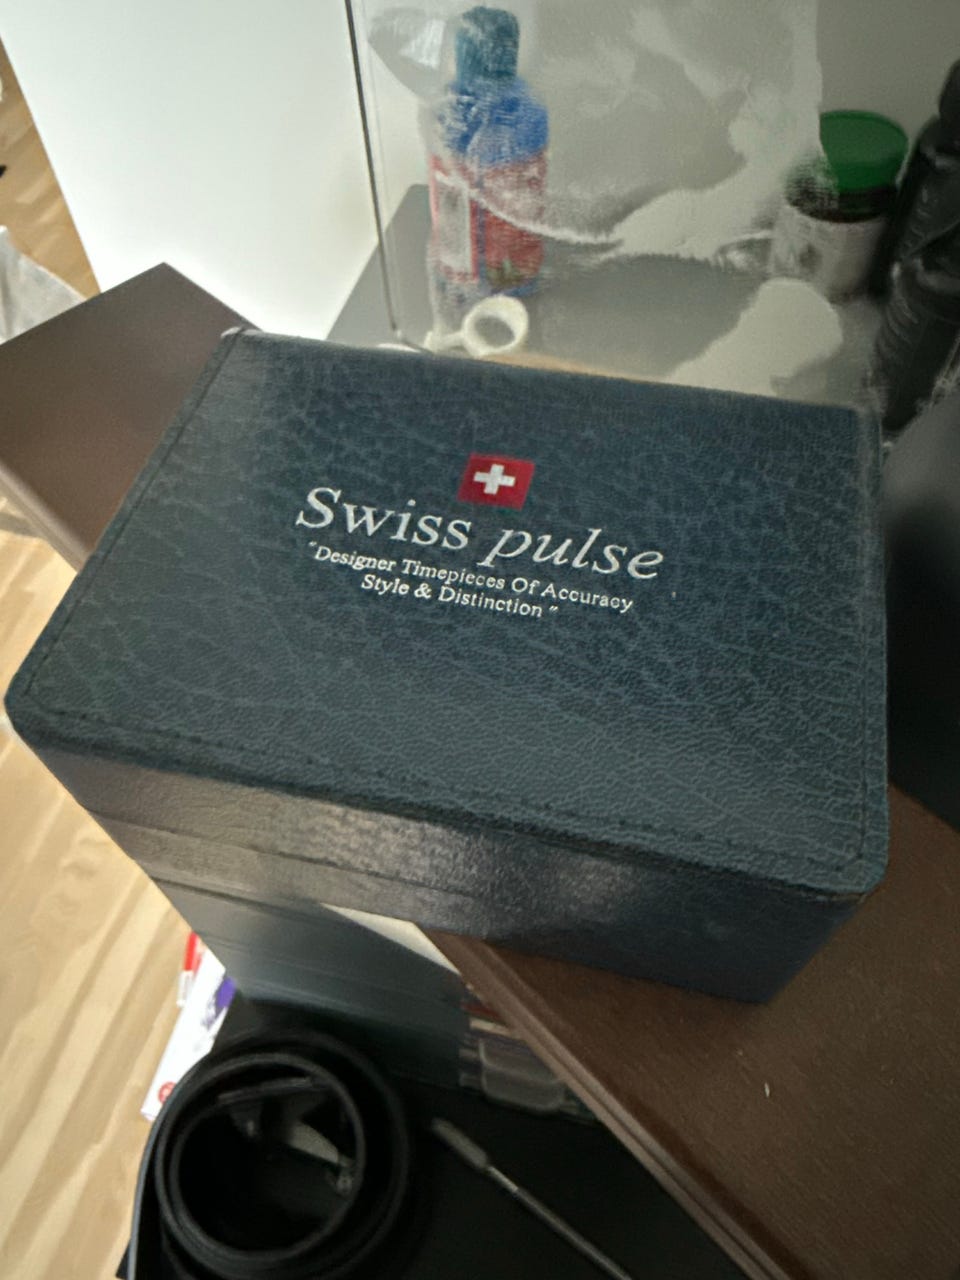 Swiss pulse
"Designer Timepieces Of Accuracy
Style & Distinction "